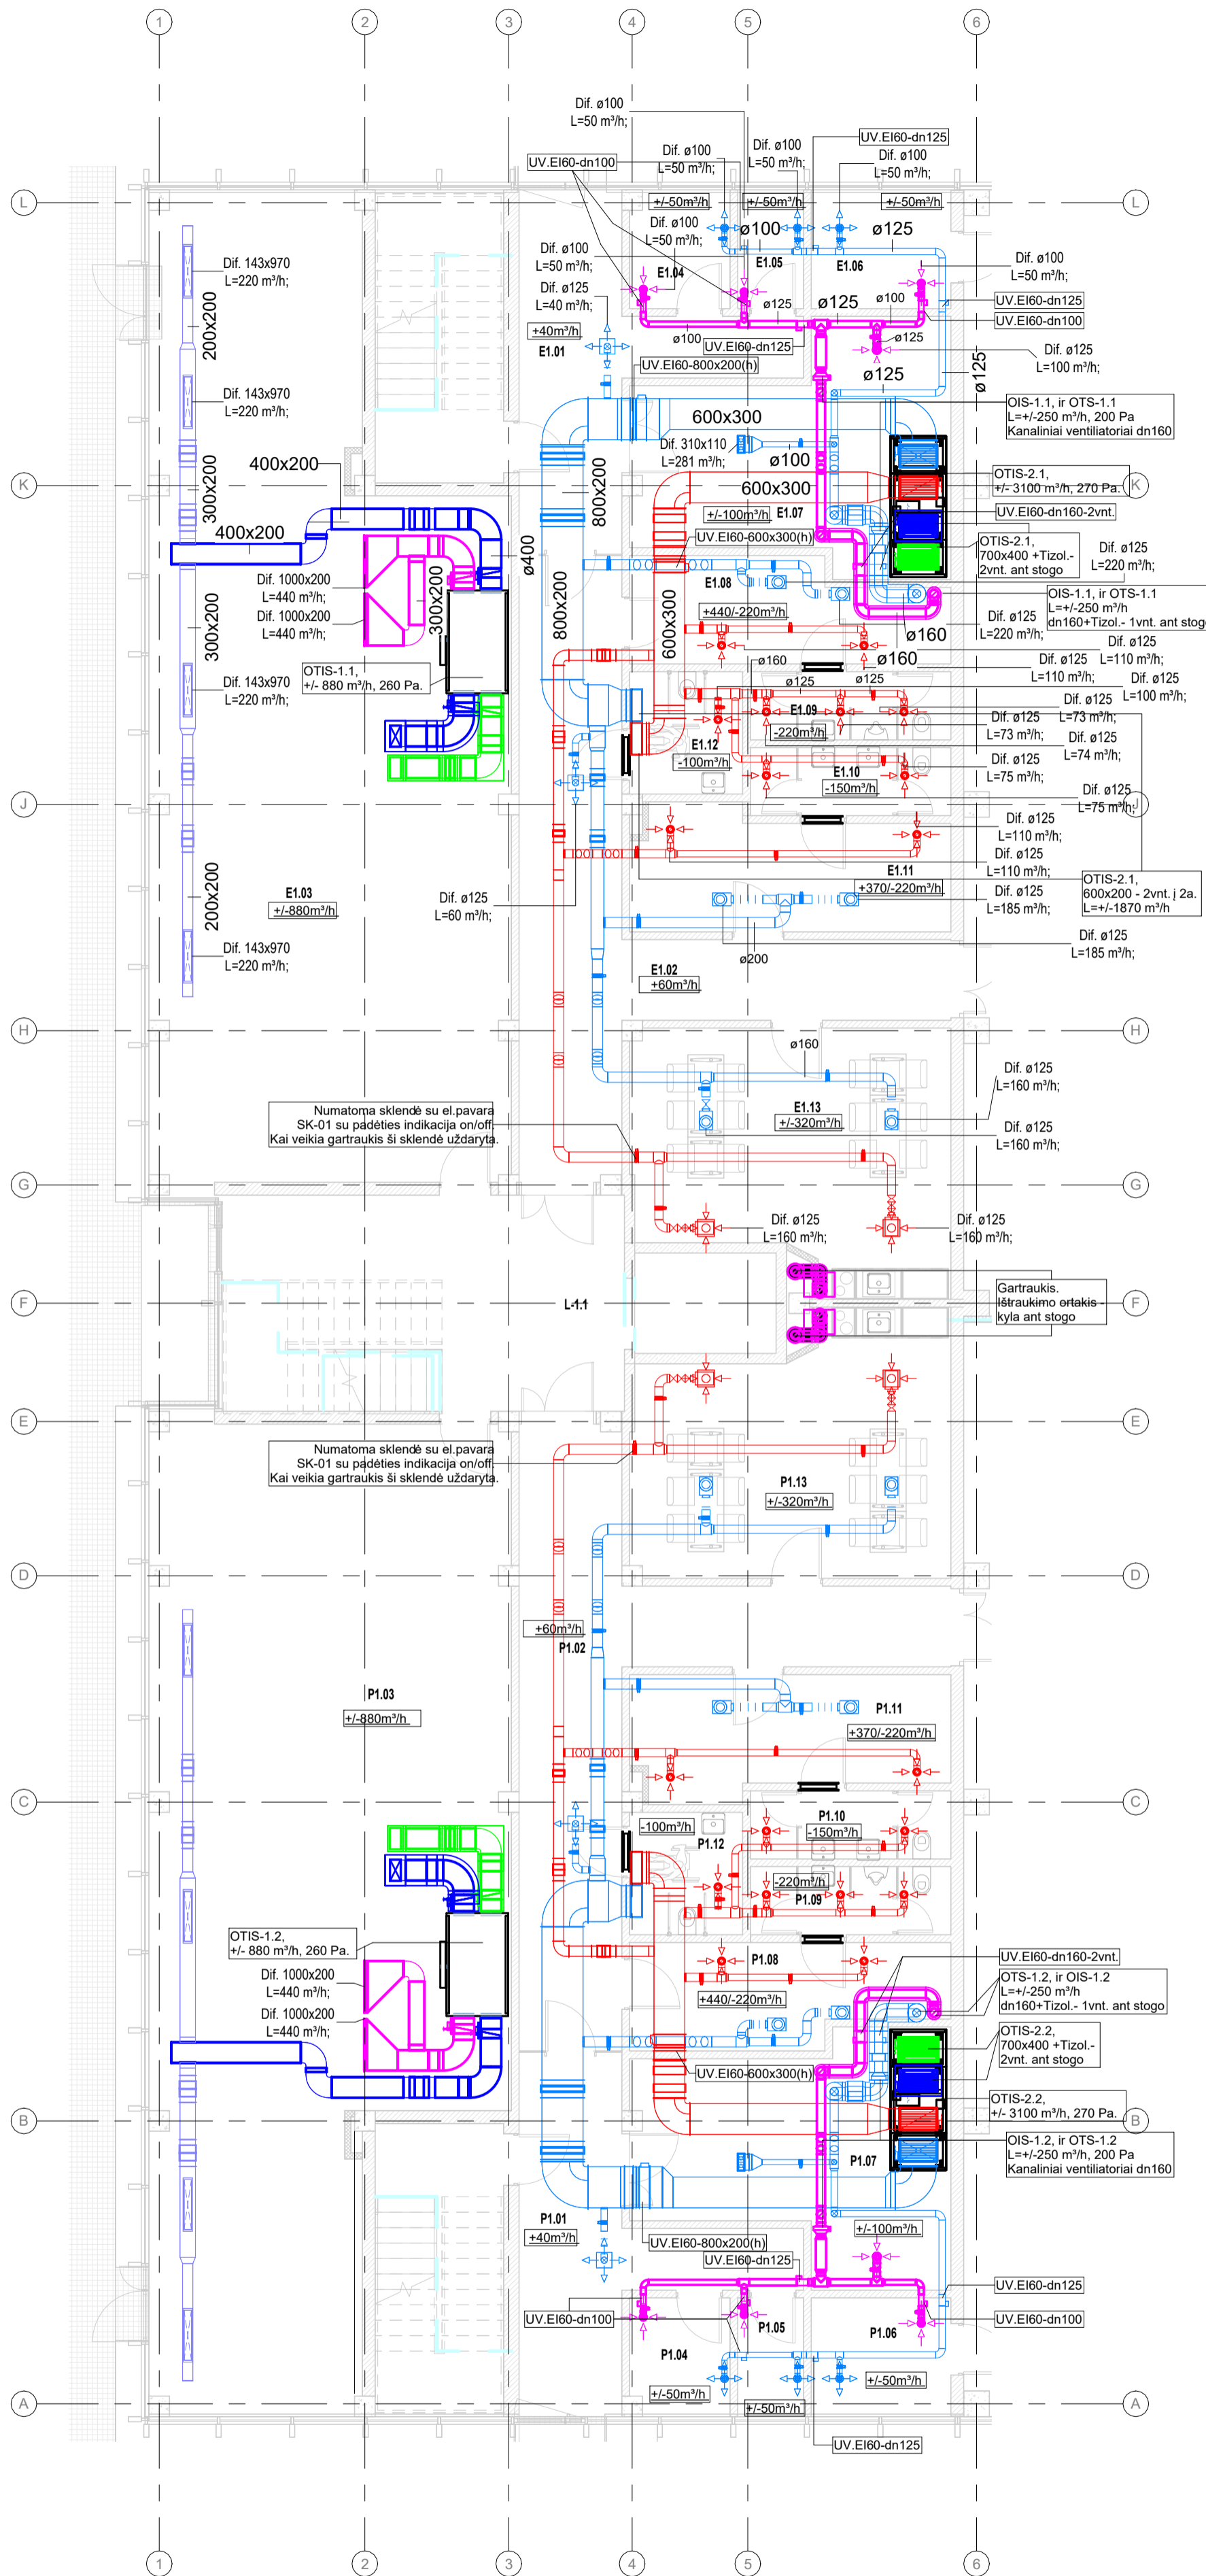 1
2
3
4
5
6
Dif. ø100
L=50 m³/h;
UV.EI60-dn125
Dif. ø100
L=50 m³/h;
Dif. ø100
L=50 m³/h;
Dif. ø100
L=50 m³/h;
UV.EI60-dn100
L
+/-50m³/h
+/-50m³/h
+/-50m³/h
L
Dif. ø100
L=50 m³/h;
ø100
ø125
Dif. ø100
L=50 m³/h;
E1.04
E1.05
E1.06
Dif. ø100
L=50 m³/h;
Dif. 143x970
L=220 m³/h;
Dif. ø125
L=40 m³/h;
200x200
ø125
ø125
ø100
UV.EI60-dn125
UV.EI60-dn100
+40m³/h
E1.01
ø100
UV.EI60-dn125
ø125
Dif. ø125
L=100 m³/h;
UV.EI60-800x200(h)
ø125
ø125
Dif. 143x970
L=220 m³/h;
600x300
OIS-1.1, ir OTS-1.1
L=+/-250 m³/h, 200 Pa
Kanaliniai ventiliatoriai dn160
Dif. 310x110
L=281 m³/h;
ø100
400x200
K
300x200
800x200
600x300
OTIS-2.1,
+/- 3100 m³/h, 270 Pa.
K
+/-100m³/h
E1.07
UV.EI60-dn160-2vnt.
400x200
UV.EI60-600x300(h)
OTIS-2.1,
700x400 +Tizol.-
2vnt. ant stogo
ø400
Dif. ø125
L=220 m³/h;
Dif. 1000x200
L=440 m³/h;
Dif. 1000x200
L=440 m³/h;
300x200
300x200
800x200
600x300
E1.08
+440/-220m³/h
OIS-1.1, ir OTS-1.1
L=+/-250 m³/h
dn160+Tizol.- 1vnt. ant stogo
Dif. ø125
L=220 m³/h;
ø160
ø160
ø160
Dif. ø125
L=110 m³/h;
Dif. ø125
L=110 m³/h;
OTIS-1.1,
+/- 880 m³/h, 260 Pa.
Dif. 143x970
L=220 m³/h;
ø125
ø125
Dif. ø125
L=100 m³/h;
E1.09
-220m³/h
Dif. ø125
L=73 m³/h;
Dif. ø125
L=73 m³/h;
E1.12
-100m³/h
Dif. ø125
L=74 m³/h;
E1.10
-150m³/h
Dif. ø125
L=75 m³/h;
Dif. ø125
L=75 m³/h;
J
J
Dif. ø125
L=110 m³/h;
Dif. ø125
L=110 m³/h;
E1.11
+370/-220m³/h
OTIS-2.1,
600x200 - 2vnt. į 2a.
L=+/-1870 m³/h
E1.03
+/-880m³/h
200x200
Dif. ø125
L=60 m³/h;
Dif. ø125
L=185 m³/h;
Dif. 143x970
L=220 m³/h;
ø200
Dif. ø125
L=185 m³/h;
E1.02
+60m³/h
H
H
ø160
Dif. ø125
L=160 m³/h;
E1.13
+/-320m³/h
Numatoma sklendė su el.pavara
SK-01 su padėties indikacija on/off.
Kai veikia gartraukis ši sklendė uždaryta.
Dif. ø125
L=160 m³/h;
G
G
Dif. ø125
L=160 m³/h;
Dif. ø125
L=160 m³/h;
Gartraukis.
Ištraukimo ortakis -
kyla ant stogo
F
L-1.1
F
E
E
Numatoma sklendė su el.pavara
SK-01 su padėties indikacija on/off.
Kai veikia gartraukis ši sklendė uždaryta.
P1.13
+/-320m³/h
D
D
+60m³/h
P1.02
P1.03
+/-880m³/h
P1.11
+370/-220m³/h
C
C
-100m³/h
P1.12
P1.10
-150m³/h
-220m³/h
P1.09
OTIS-1.2,
+/- 880 m³/h, 260 Pa.
P1.08
UV.EI60-dn160-2vnt.
Dif. 1000x200
L=440 m³/h;
Dif. 1000x200
L=440 m³/h;
+440/-220m³/h
OTS-1.2, ir OIS-1.2
L=+/-250 m³/h
dn160+Tizol.- 1vnt. ant stogo
OTIS-2.2,
700x400 +Tizol.-
2vnt. ant stogo
UV.EI60-600x300(h)
OTIS-2.2,
+/- 3100 m³/h, 270 Pa.
B
B
OIS-1.2, ir OTS-1.2
L=+/-250 m³/h, 200 Pa
Kanaliniai ventiliatoriai dn160
P1.07
P1.01
+40m³/h
+/-100m³/h
UV.EI60-800x200(h)
UV.EI60-dn125
UV.EI60-dn125
UV.EI60-dn100
UV.EI60-dn100
P1.04
P1.05
P1.06
+/-50m³/h
+/-50m³/h
+/-50m³/h
A
A
UV.EI60-dn125
1
2
3
4
5
6